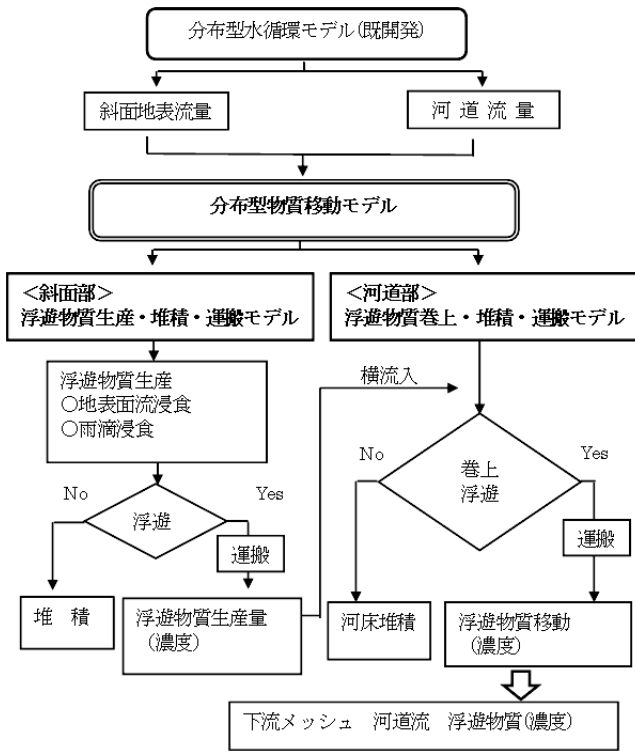 分布型水循環モデル(既開発)
斜面地表流量
河 道 流 量
分布型物質移動モデル
<斜面部>
浮遊物質生産・堆積・運搬モデル
<河道部>
浮遊物質巻上・堆積・運搬モデル
浮遊物質生産
○地表面流浸食
○雨滴浸食
横流入
No
浮遊
Yes
運搬
No
巻上
浮遊
Yes
運搬
堆 積
浮遊物質生産量
(濃度)
河床堆積
浮遊物質移動
(濃度)
下流メッシュ 河道流 浮遊物質(濃度)